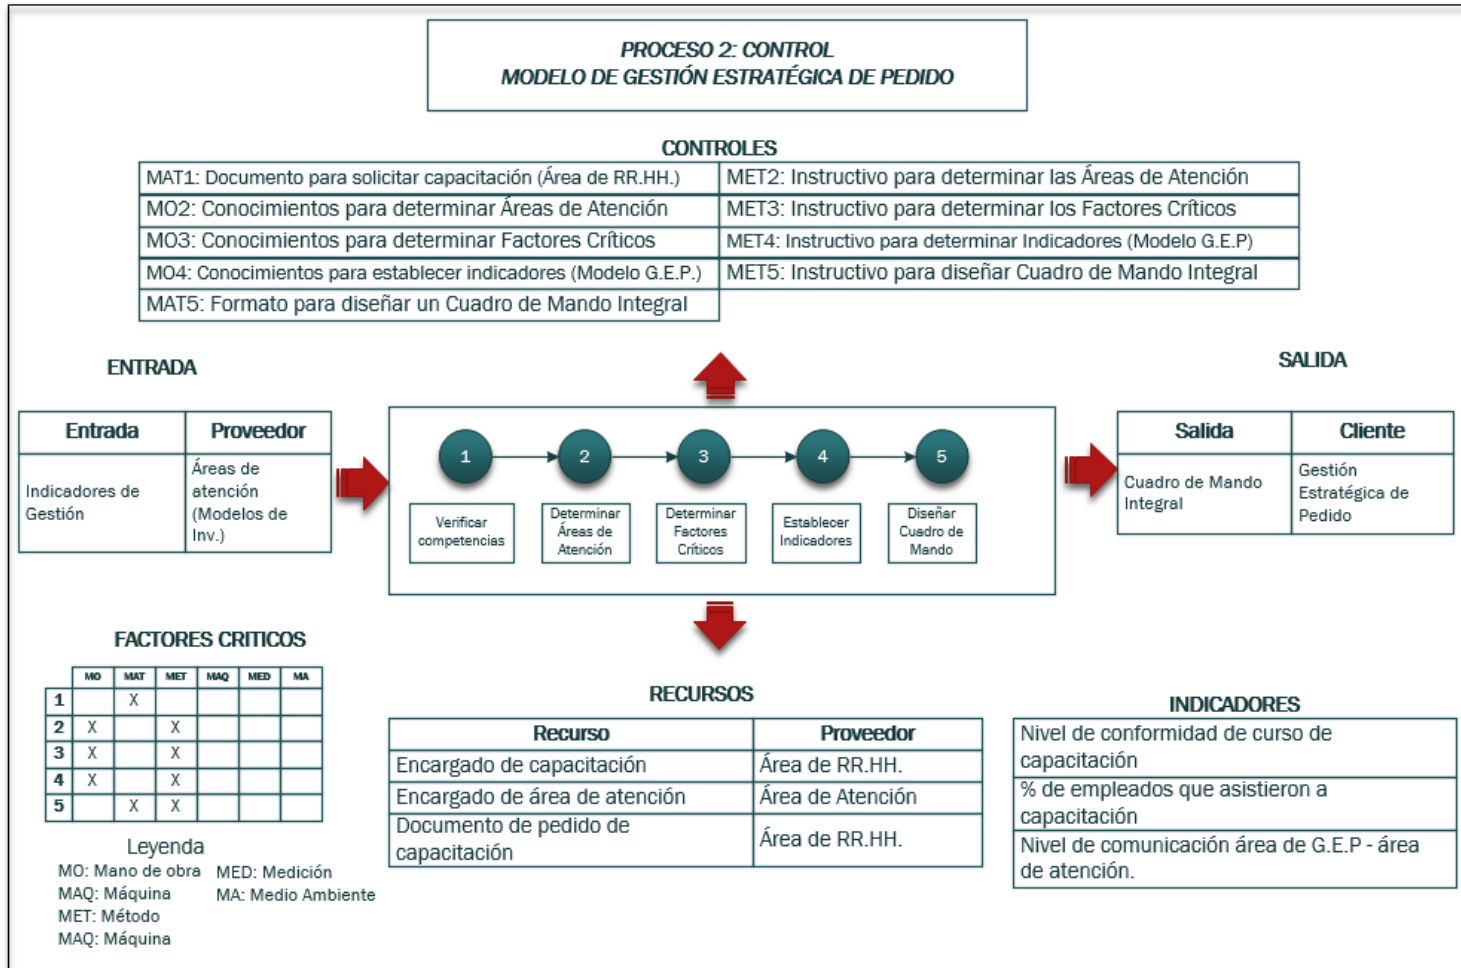 PROCESO 2: CONTROL
MODELO DE GESTIÓN ESTRATÉGICA DE PEDIDO
CONTROLES
MAT1: Documento para solicitar capacitación (Área de RR.HH.)
MET2: Instructivo para determinar las Áreas de Atención
MO2: Conocimientos para determinar Áreas de Atención
MET3: Instructivo para determinar los Factores Críticos
MO3: Conocimientos para determinar Factores Críticos
MET4: Instructivo para determinar Indicadores (Modelo G.E.P)
MO4: Conocimientos para establecer indicadores (Modelo G.E.P.)
MET5: Instructivo para diseñar Cuadro de Mando Integral
MAT5: Formato para diseñar un Cuadro de Mando Integral
ENTRADA
Entrada Proveedor
Indicadores de
Gestión
Áreas de
atención
(Modelos de
Inv.)
1 2 3 4 5
Verificar
competencias
Determinar
Áreas de
Atención
Determinar
Factores
Críticos
Establecer
Indicadores
Diseñar
Cuadro de
Mando
SALIDA
Salida Cliente
Cuadro de Mando
Integral
Gestión
Estratégica de
Pedido
FACTORES CRITICOS
MO MAT MET MAQ MED MA
1 X
2 X X
3 X X
4 X X
5 X X
Leyenda
MO: Mano de obra MED: Medición
MAQ: Máquina MA: Medio Ambiente
MET: Método
MAQ: Máquina
RECURSOS
Recurso Proveedor
Encargado de capacitación Área de RR.HH.
Encargado de área de atención Área de Atención
Documento de pedido de
capacitación
Área de RR.HH.
INDICADORES
Nivel de conformidad de curso de
capacitación
% de empleados que asistieron a
capacitación
Nivel de comunicación área de G.E.P - área
de atención.